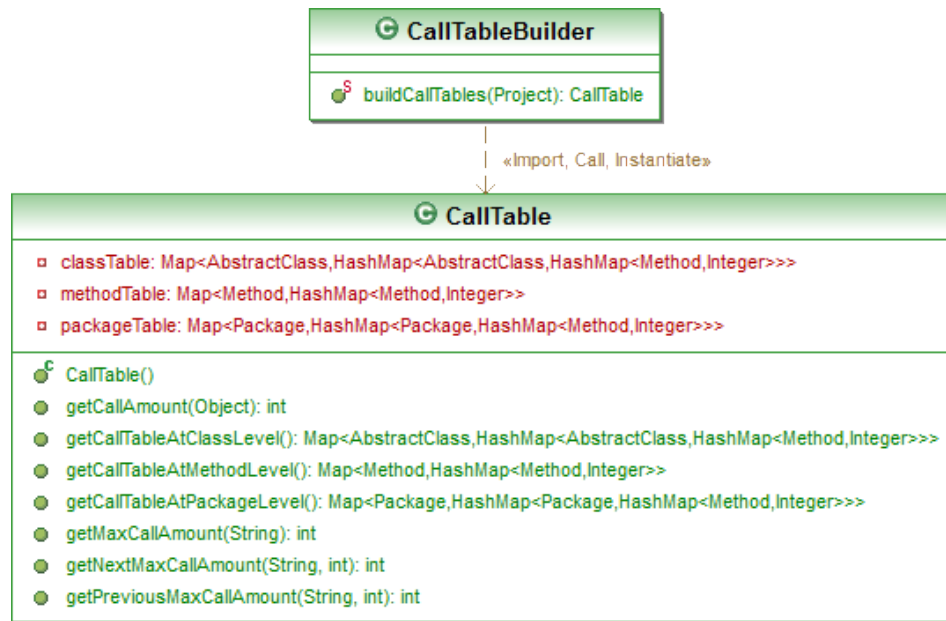 CallTableBuilder
buildCallTables(Project): CallTable
«Import, Call, Instantiate»
CallTable
classTable: Map<AbstractClass,HashMap<AbstractClass,HashMap<Method,Integer>>>
methodTable: Map<Method,HashMap<Method,Integer>>
packageTable: Map<Package,HashMap<Package,HashMap<Method,Integer>>>
CallTable()
getCallAmount(Object): int
getCallTableAtClassLevel(): Map<AbstractClass,HashMap<AbstractClass,HashMap<Method,Integer>>>
getCallTableAtMethodLevel(): Map<Method,HashMap<Method,Integer>>
getCallTableAtPackageLevel(): Map<Package,HashMap<Package,HashMap<Method,Integer>>>
getMaxCallAmount(String): int
getNextMaxCallAmount(String, int): int
getPreviousMaxCallAmount(String, int): int